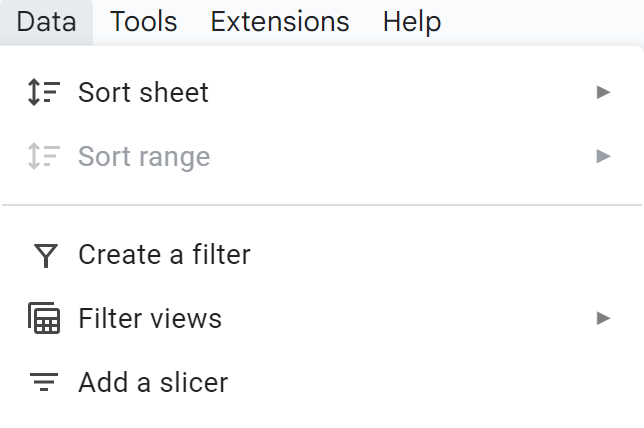 Data Tools Extensions Help
Sort sheet
Sort range
Create a filter
Filter views
Add a slicer